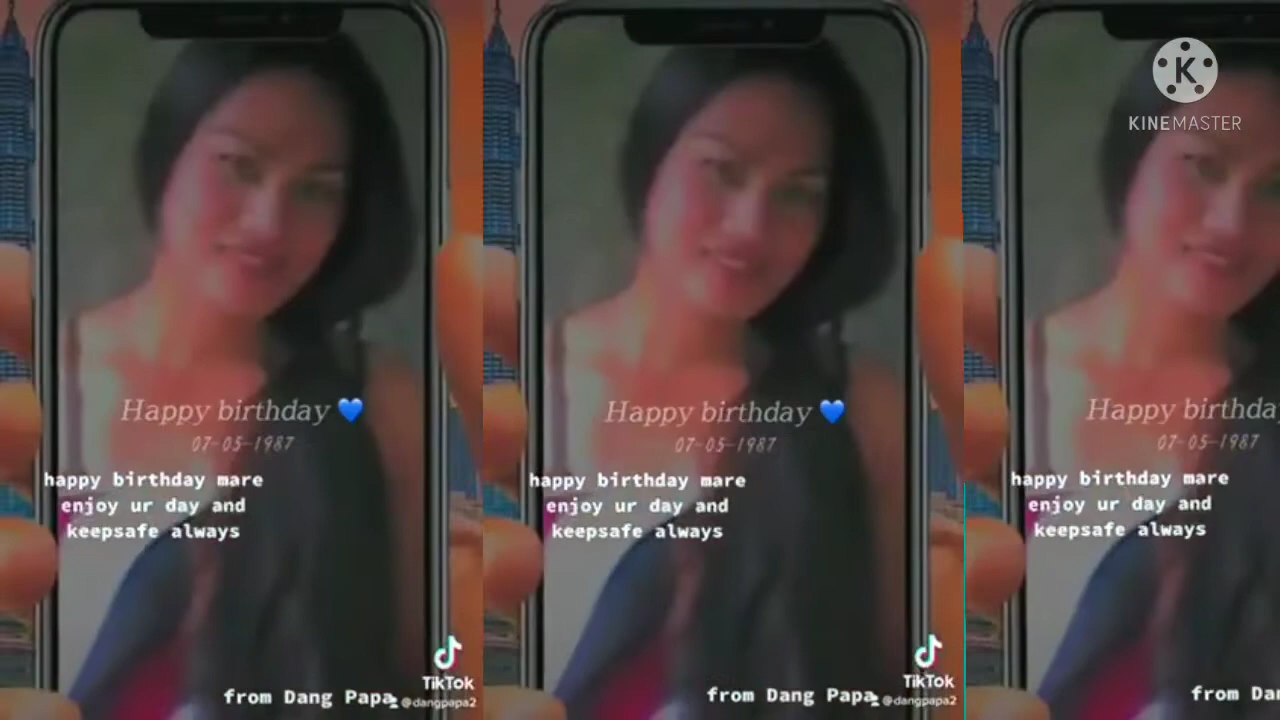 KINEMASTER
Happy birthday 💙
07-05-1987
happy birthday mare
enjoy ur day and
keepsafe always
from Dang Papa
TikTok
@dangpapa2
Happy birthday 💙
07-05-1987
happy birthday mare
enjoy ur day and
keepsafe always
from Dang Papa
TikTok
@dangpapa2
Happy birthda
07-05-1987
happy birthday mare
enjoy ur day and
keepsafe always
from Dan